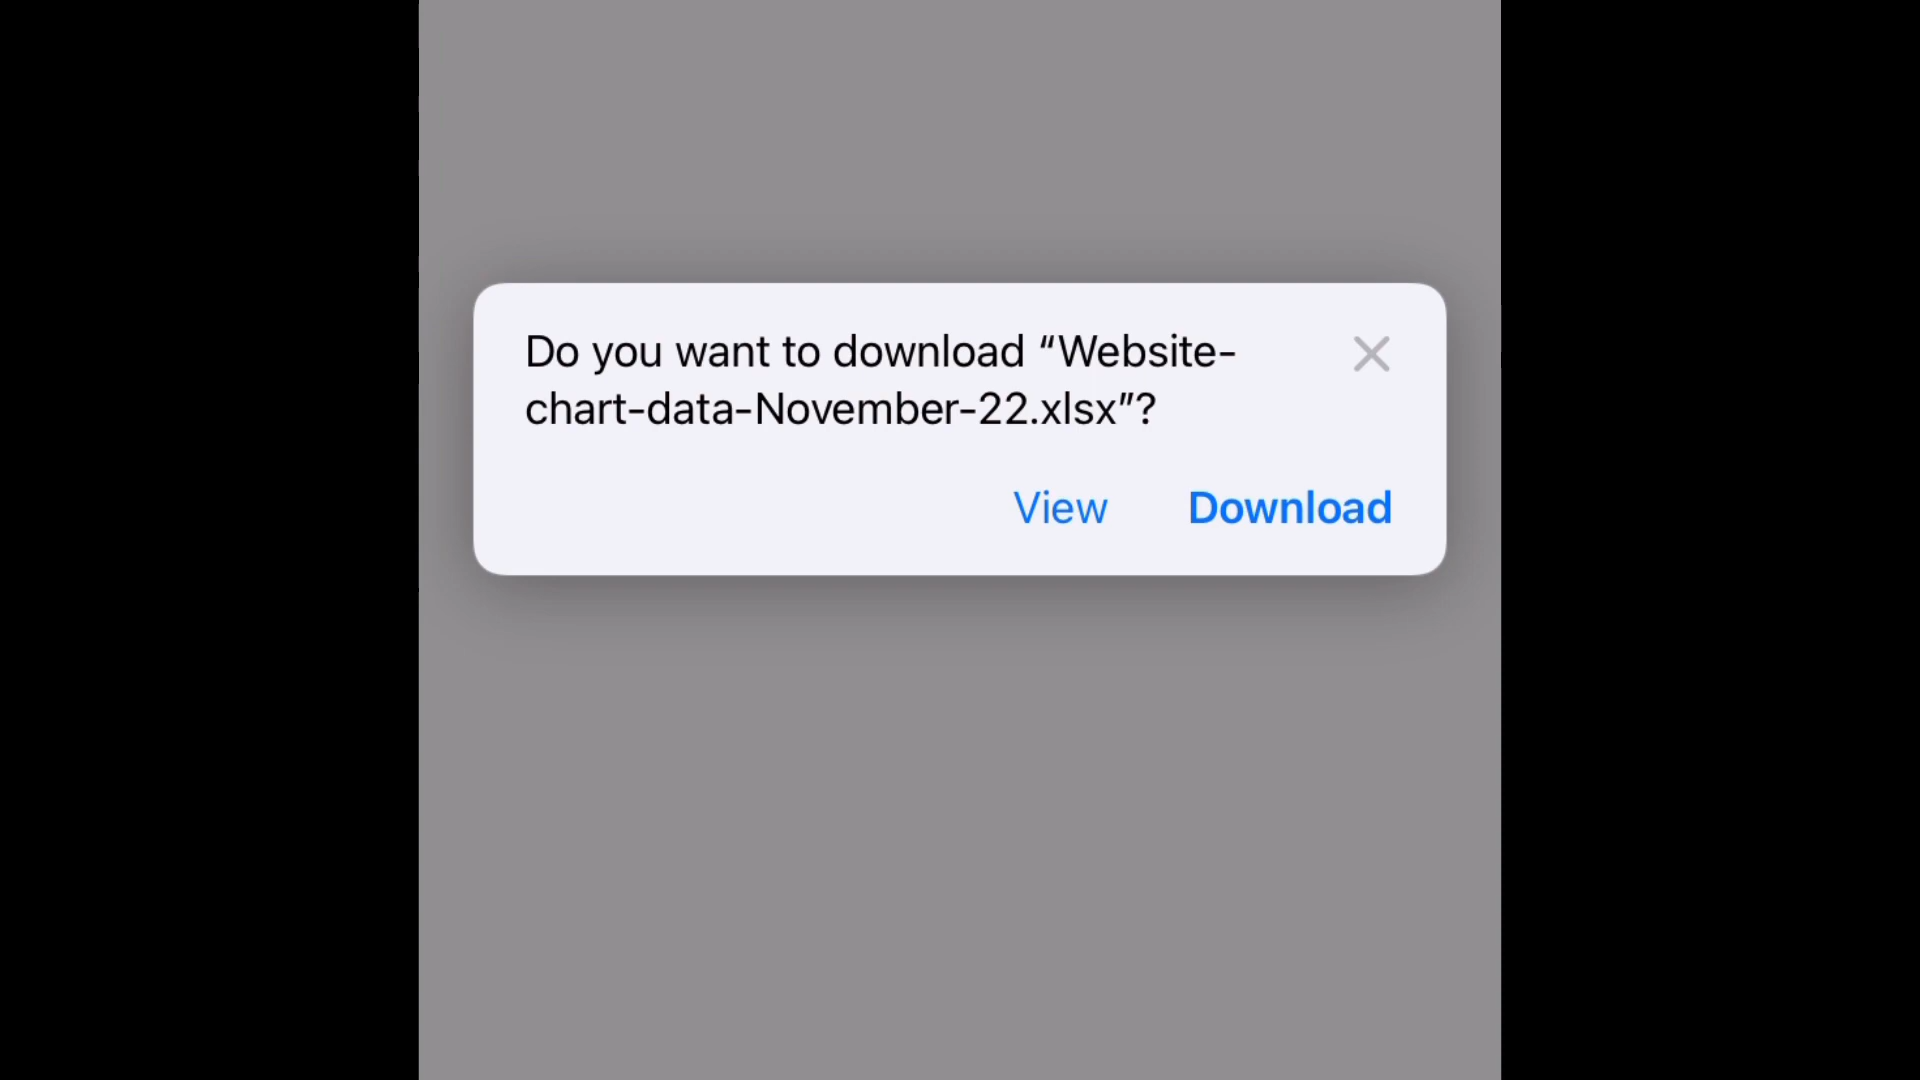 Do you want to download “Website-
chart-data-November-22.xlsx”?
View Download